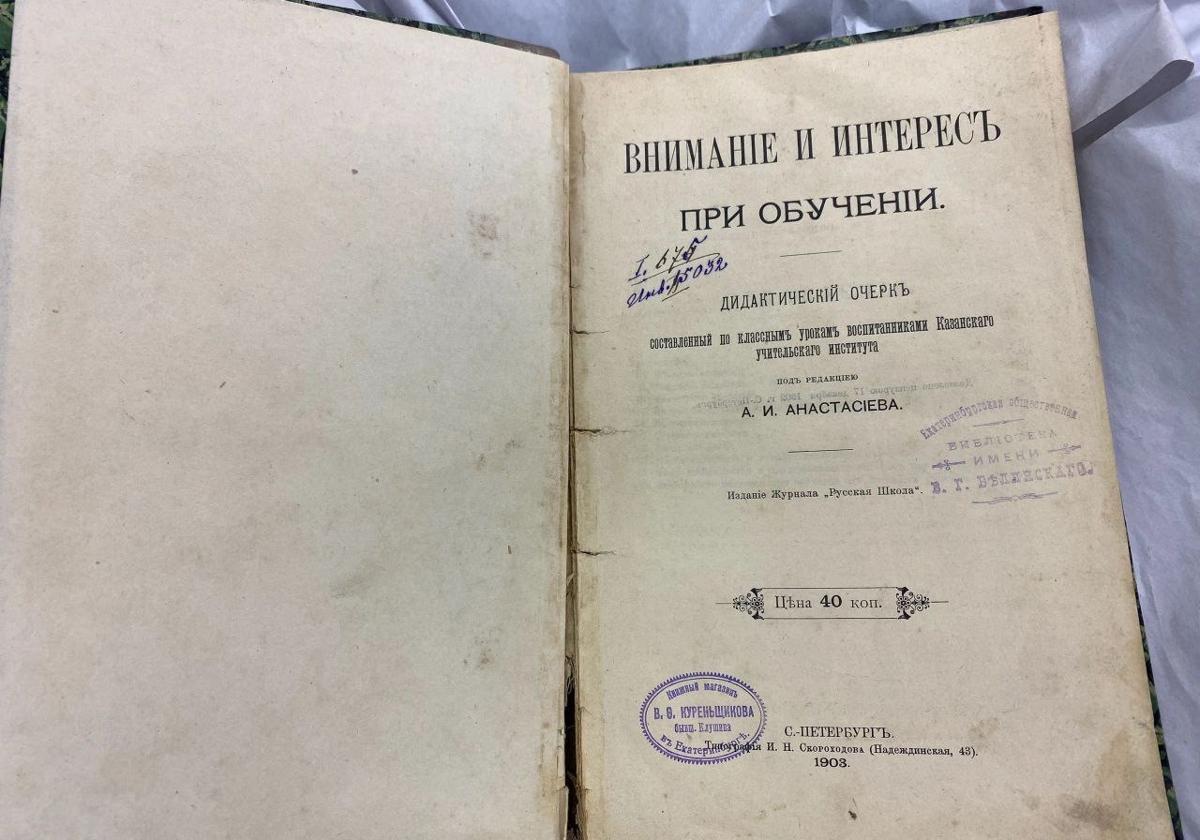 ВНИМАНІЕ И ИНТЕРЕСЪ
ПРИ ОБУЧЕНІИ.
I. 675
Инв. 15032
ДИДАКТИЧЕСКІЙ ОЧЕРКЪ
составленный по класснымъ урокамъ воспитанниками Казанскаго
учительскаго института
ПОДЪ РЕДАКЦІЕЮ
А. И. АНАСТАСІЕВА.
Екатеринбургская общественная
БИБЛІОТЕКА
ИМЕНИ
В. Г. БѢЛИНСКАГО.
Изданіе Журнала „Русская Школа“.
Цѣна 40 коп.
Книжный магазинъ
В. Ѳ. КУРЕНЬЩИКОВА
бывш. Клушина
въ Екатеринбургѣ.
С.-ПЕТЕРБУРГЪ.
Типографія И. Н. Скороходова (Надеждинская, 43).
1903.